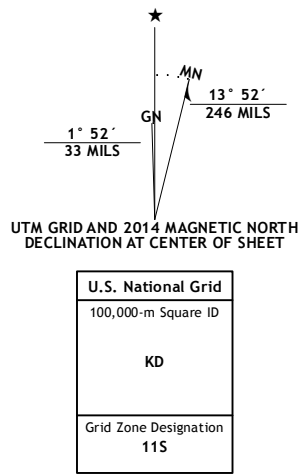 MN
GN
13° 52´
246 MILS
1° 52´
33 MILS
UTM GRID AND 2014 MAGNETIC NORTH
DECLINATION AT CENTER OF SHEET
U.S. National Grid
100,000-m Square ID
KD
Grid Zone Designation
11S